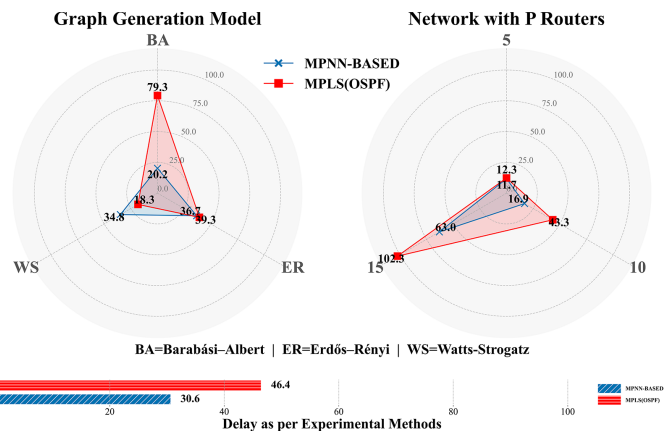 Graph Generation Model
Network with P Routers
BA
5
MPNN-BASED
MPLS(OSPF)
100.0
79.3
75.0
50.0
25.0
20.2
0.0
18.3
36.7
39.3
34.8
WS
ER
100.0
75.0
50.0
25.0
12.3
11.7
16.9
43.3
63.0
102.5
15
10
BA=Barabási–Albert | ER=Erdős–Rényi | WS=Watts-Strogatz
46.4
30.6
MPNN-BASED
MPLS(OSPF)
20
40
60
80
100
Delay as per Experimental Methods